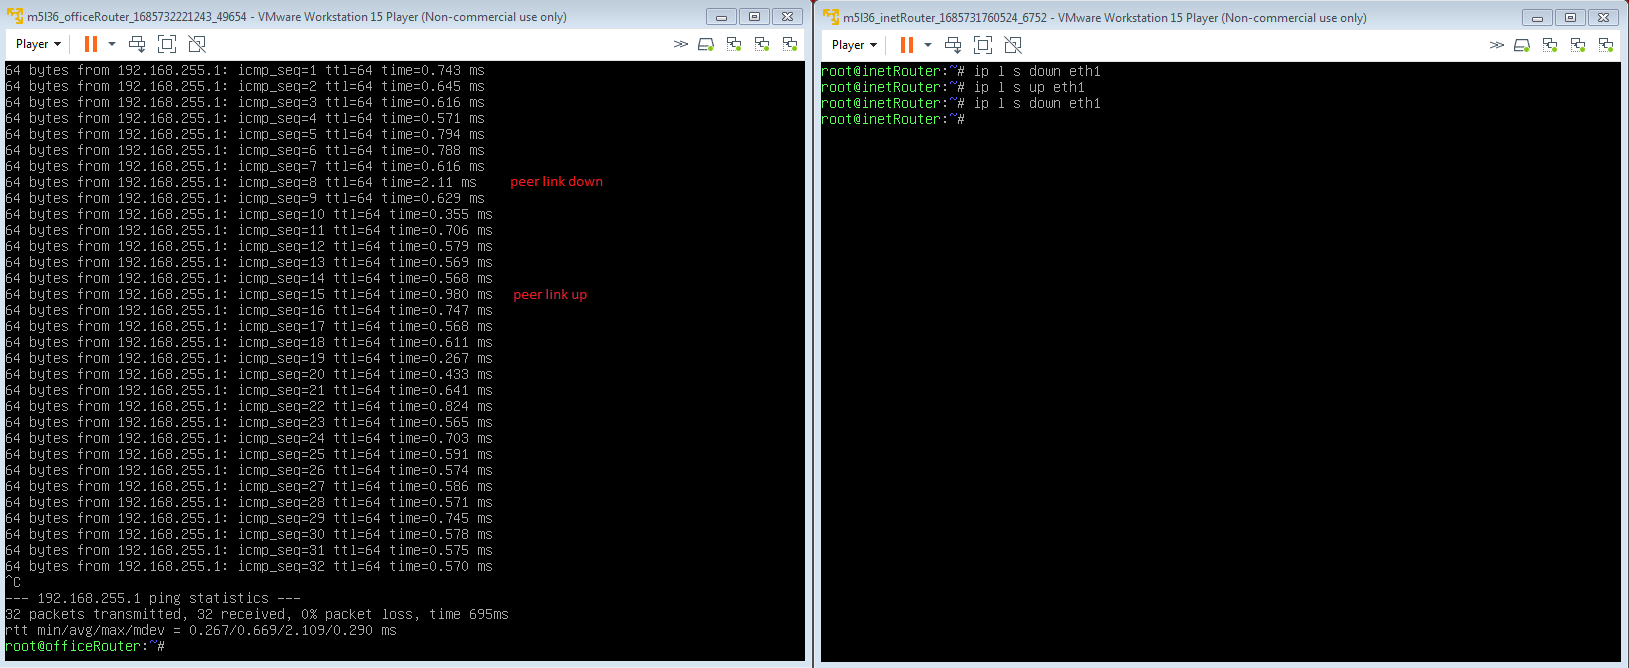 m5l36_officeRouter_1685732221243_49654 - VMware Workstation 15 Player (Non-commercial use only)
Player
64 bytes from 192.168.255.1: icmp_seq=1 ttl=64 time=0.743 ms
64 bytes from 192.168.255.1: icmp_seq=2 ttl=64 time=0.645 ms
64 bytes from 192.168.255.1: icmp_seq=3 ttl=64 time=0.616 ms
64 bytes from 192.168.255.1: icmp_seq=4 ttl=64 time=0.571 ms
64 bytes from 192.168.255.1: icmp_seq=5 ttl=64 time=0.794 ms
64 bytes from 192.168.255.1: icmp_seq=6 ttl=64 time=0.788 ms
64 bytes from 192.168.255.1: icmp_seq=7 ttl=64 time=0.616 ms
64 bytes from 192.168.255.1: icmp_seq=8 ttl=64 time=2.11 ms peer link down
64 bytes from 192.168.255.1: icmp_seq=9 ttl=64 time=0.629 ms
64 bytes from 192.168.255.1: icmp_seq=10 ttl=64 time=0.355 ms
64 bytes from 192.168.255.1: icmp_seq=11 ttl=64 time=0.706 ms
64 bytes from 192.168.255.1: icmp_seq=12 ttl=64 time=0.579 ms
64 bytes from 192.168.255.1: icmp_seq=13 ttl=64 time=0.569 ms
64 bytes from 192.168.255.1: icmp_seq=14 ttl=64 time=0.568 ms
64 bytes from 192.168.255.1: icmp_seq=15 ttl=64 time=0.980 ms peer link up
64 bytes from 192.168.255.1: icmp_seq=16 ttl=64 time=0.747 ms
64 bytes from 192.168.255.1: icmp_seq=17 ttl=64 time=0.568 ms
64 bytes from 192.168.255.1: icmp_seq=18 ttl=64 time=0.611 ms
64 bytes from 192.168.255.1: icmp_seq=19 ttl=64 time=0.267 ms
64 bytes from 192.168.255.1: icmp_seq=20 ttl=64 time=0.433 ms
64 bytes from 192.168.255.1: icmp_seq=21 ttl=64 time=0.641 ms
64 bytes from 192.168.255.1: icmp_seq=22 ttl=64 time=0.824 ms
64 bytes from 192.168.255.1: icmp_seq=23 ttl=64 time=0.565 ms
64 bytes from 192.168.255.1: icmp_seq=24 ttl=64 time=0.703 ms
64 bytes from 192.168.255.1: icmp_seq=25 ttl=64 time=0.591 ms
64 bytes from 192.168.255.1: icmp_seq=26 ttl=64 time=0.574 ms
64 bytes from 192.168.255.1: icmp_seq=27 ttl=64 time=0.586 ms
64 bytes from 192.168.255.1: icmp_seq=28 ttl=64 time=0.571 ms
64 bytes from 192.168.255.1: icmp_seq=29 ttl=64 time=0.745 ms
64 bytes from 192.168.255.1: icmp_seq=30 ttl=64 time=0.578 ms
64 bytes from 192.168.255.1: icmp_seq=31 ttl=64 time=0.575 ms
64 bytes from 192.168.255.1: icmp_seq=32 ttl=64 time=0.570 ms
^C
--- 192.168.255.1 ping statistics ---
32 packets transmitted, 32 received, 0% packet loss, time 695ms
rtt min/avg/max/mdev = 0.267/0.669/2.109/0.290 ms
root@officeRouter:~#
m5l36_inetRouter_1685731760524_6752 - VMware Workstation 15 Player (Non-commercial use only)
Player
root@inetRouter:~# ip l s down eth1
root@inetRouter:~# ip l s up eth1
root@inetRouter:~# ip l s down eth1
root@inetRouter:~#